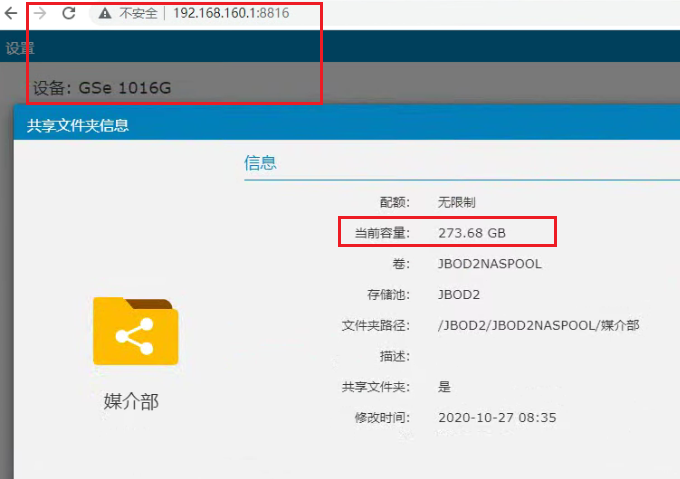 不安全 192.168.160.1:8816
设置
设备: GSe 1016G
共享文件夹信息
信息
配额: 无限制
当前容量: 273.68 GB
卷: JBOD2NASPOOL
存储池: JBOD2
文件夹路径: /JBOD2/JBOD2NASPOOL/媒介部
描述:
共享文件夹: 是
修改时间: 2020-10-27 08:35
媒介部